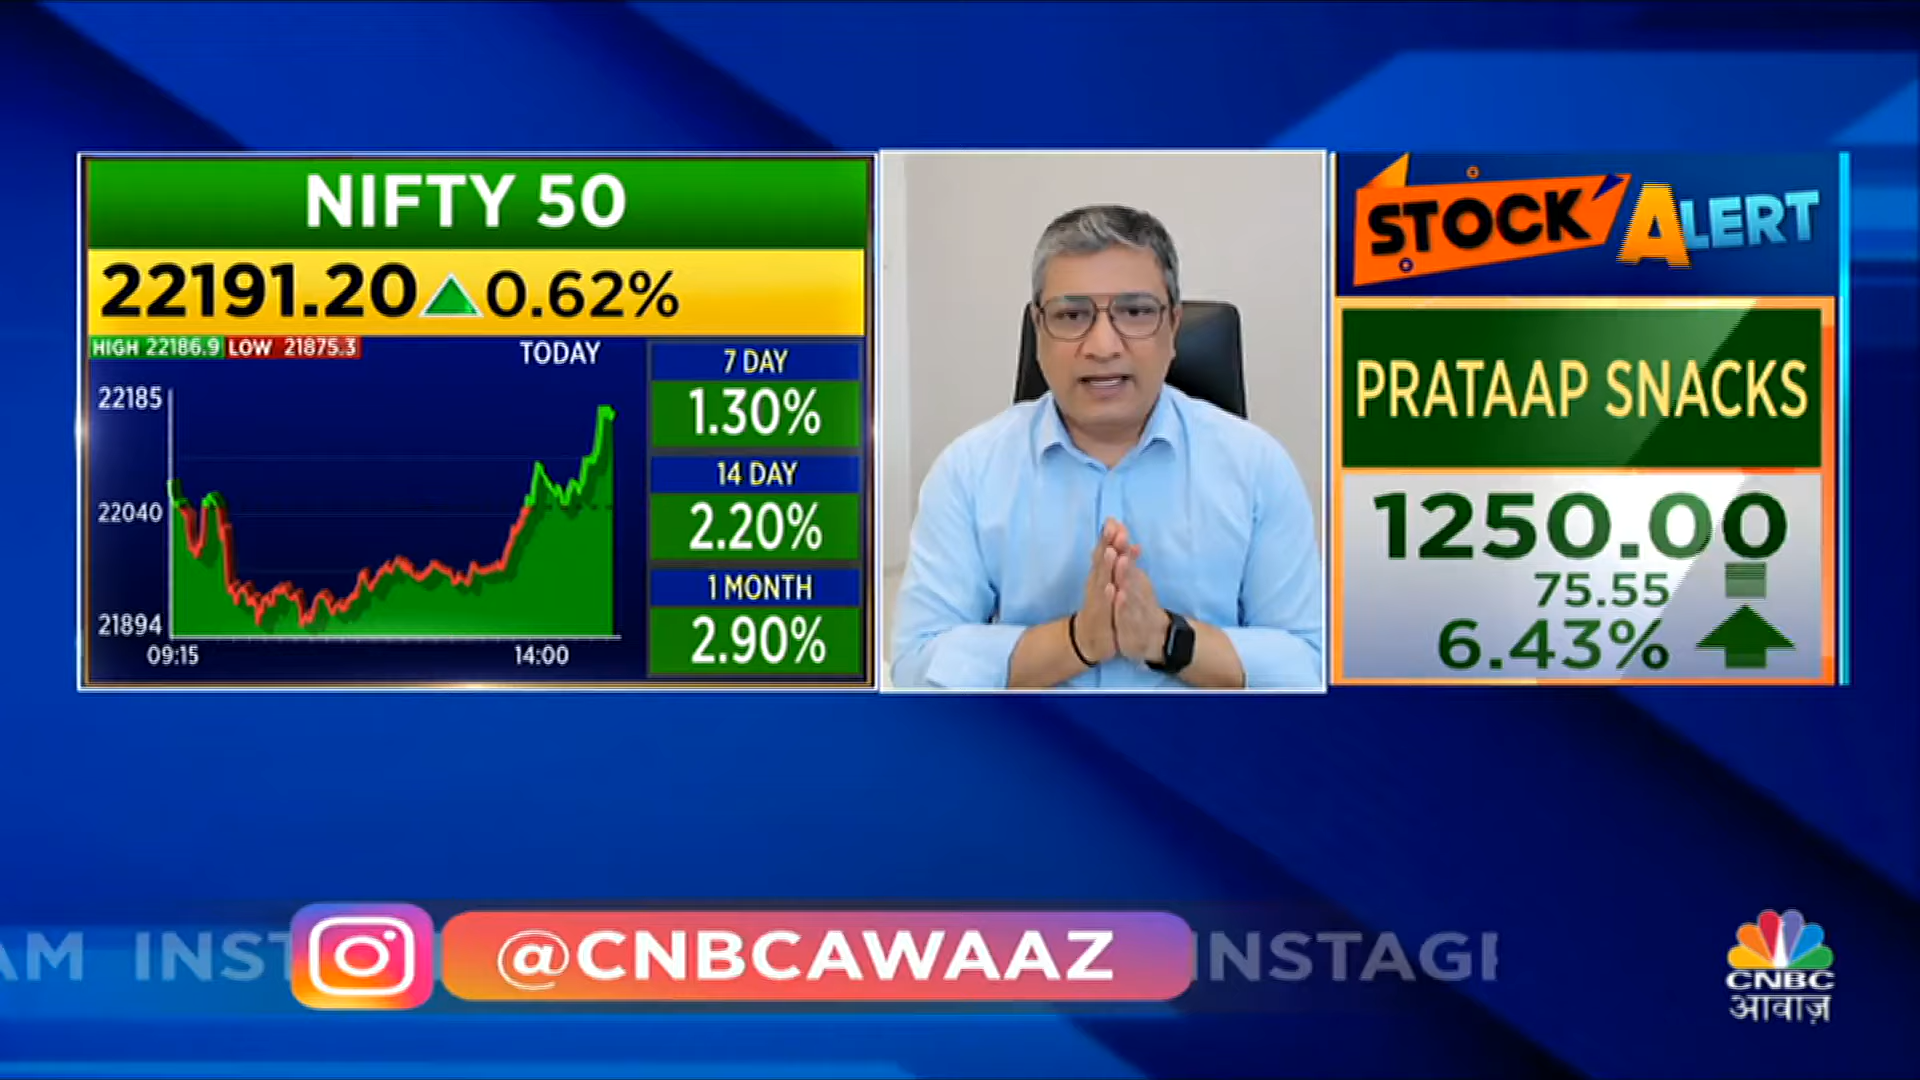 NIFTY 50
22191.20 0.62%
HIGH 22186.9 LOW 21875.3
TODAY
22185
22040
21894
09:15 14:00
7 DAY
1.30%
14 DAY
2.20%
1 MONTH
2.90%
STOCK ALERT
PRATAAP SNACKS
1250.00
75.55
6.43%
AM INST @CNBCAWAAZ NSTAG
CNBC
आवाज़